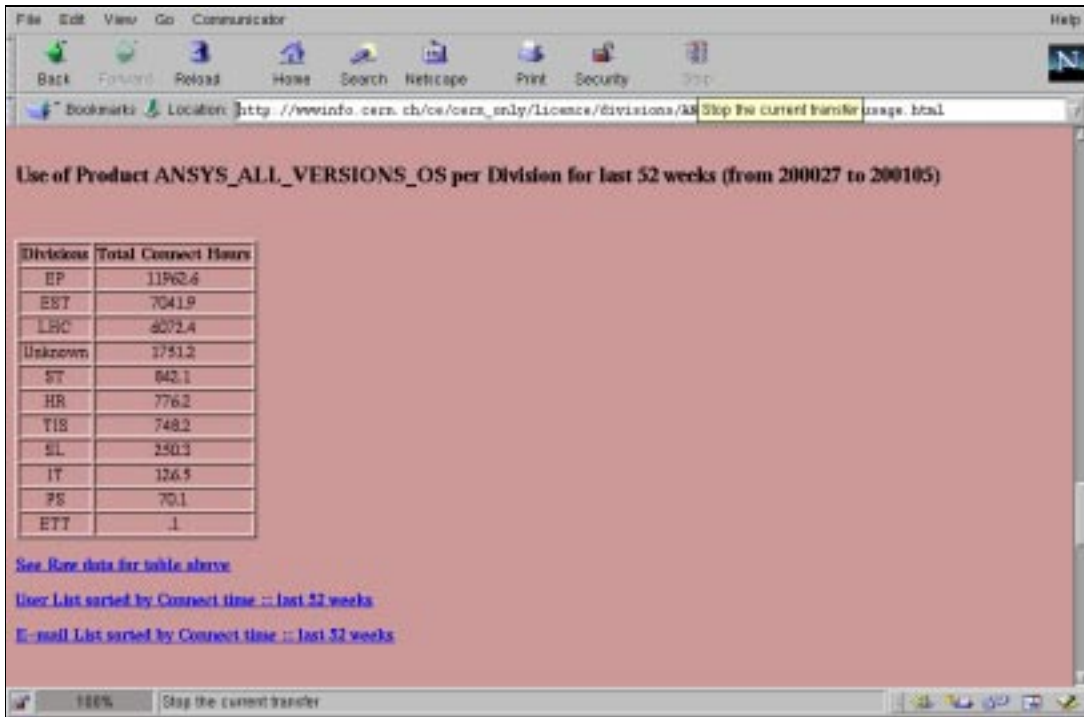 File Edit View Go Communicator Help
Back Forward Reload Home Search Netscape Print Security Stop
Bookmarks Location: http://wwwinfo.cern.ch/ce/cern_only/licence/divisions/ Stop the current transfer usage.html
Use of Product ANSYS_ALL_VERSIONS_OS per Division for last 52 weeks (from 200027 to 200105)
Divisions Total Connect Hours
EP 11962.6
EST 7041.9
LHC 6072.4
Unknown 1751.2
ST 842.1
HR 776.2
TIS 748.2
SL 250.3
IT 126.5
PS 70.1
ETT .1
See Raw data for table above
User List sorted by Connect time :: last 52 weeks
E-mail List sorted by Connect time :: last 52 weeks
100% Stop the current transfer